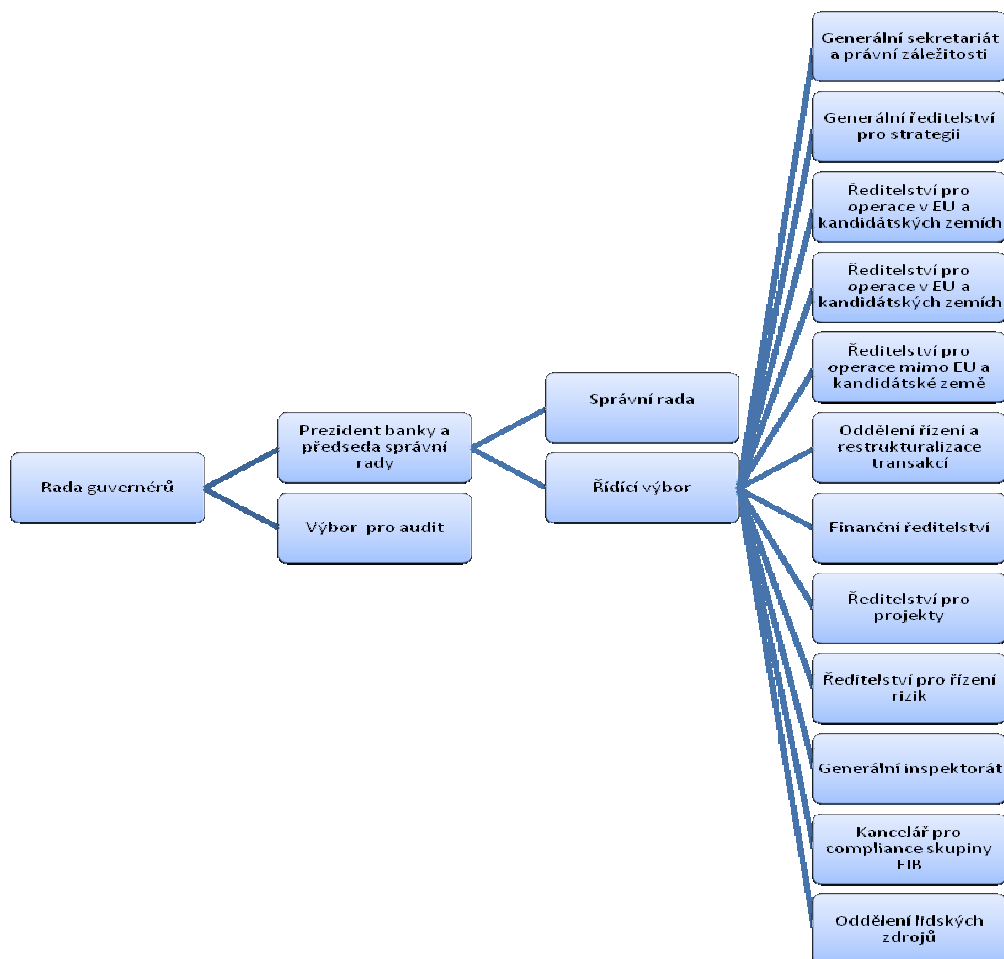 Generální sekretariát
a právní záležitosti
Generální ředitelství
pro strategii
Ředitelství pro
operace v EU a
kandidátských zemích
Ředitelství pro
operace v EU a
kandidátských zemích
Ředitelství pro
operace mimo EU a
kandidátské země
Správní rada
Prezident banky a
předseda správní
rady
Oddělení řízení a
restrukturalizace
transakcí
Rada guvernérů
Řídící výbor
Výbor pro audit
Finanční ředitelství
Ředitelství pro
projekty
Ředitelství pro řízení
rizik
Generální inspektorát
Kancelář pro
compliance skupiny
EIB
Oddělení lidských
zdrojů